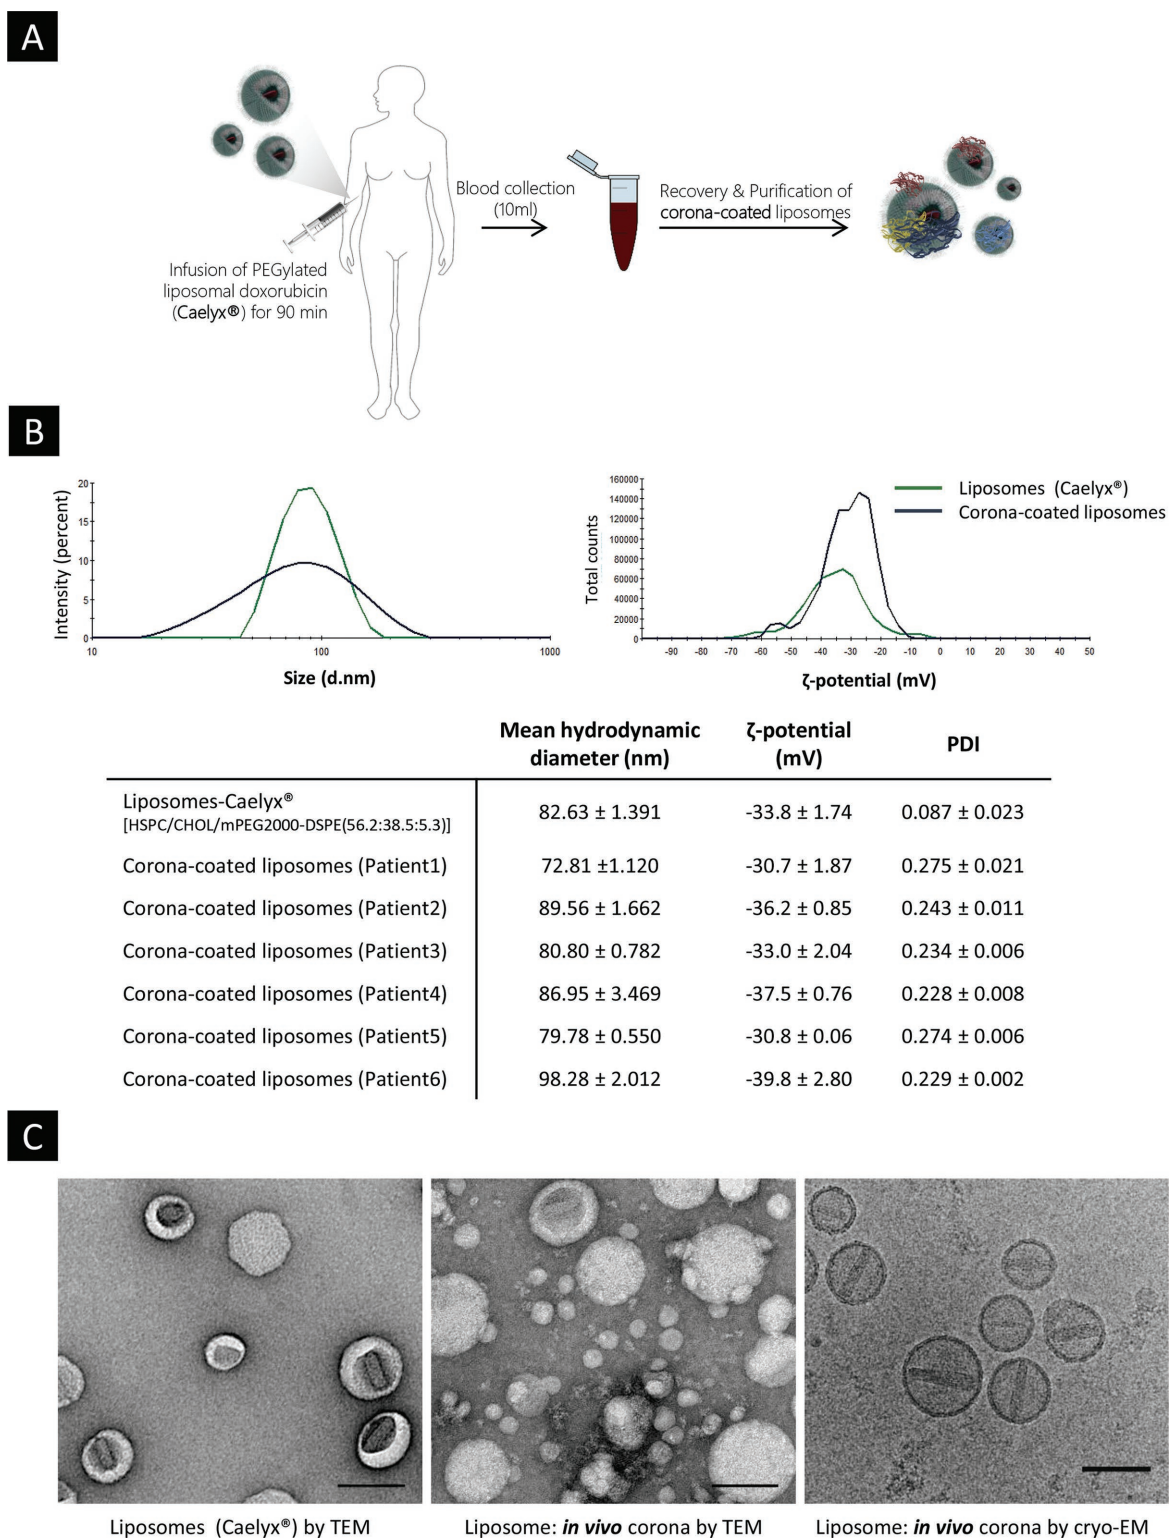 A
Blood collection
(10ml)
Recovery & Purification of
corona-coated liposomes
Infusion of PEGylated
liposomal doxorubicin
(Caelyx®) for 90 min
B
Intensity (percent)
20
15
10
5
0
10 100 1000
Size (d.nm)
Total counts
160000
140000
120000
100000
80000
60000
40000
20000
0
-90 -80 -70 -60 -50 -40 -30 -20 -10 0 10 20 30 40 50
ζ-potential (mV)
Liposomes (Caelyx®)
Corona-coated liposomes
Mean hydrodynamic diameter (nm) ζ-potential (mV) PDI
Liposomes-Caelyx®
[HSPC/CHOL/mPEG2000-DSPE(56.2:38.5:5.3)] 82.63 ± 1.391 -33.8 ± 1.74 0.087 ± 0.023
Corona-coated liposomes (Patient1) 72.81 ±1.120 -30.7 ± 1.87 0.275 ± 0.021
Corona-coated liposomes (Patient2) 89.56 ± 1.662 -36.2 ± 0.85 0.243 ± 0.011
Corona-coated liposomes (Patient3) 80.80 ± 0.782 -33.0 ± 2.04 0.234 ± 0.006
Corona-coated liposomes (Patient4) 86.95 ± 3.469 -37.5 ± 0.76 0.228 ± 0.008
Corona-coated liposomes (Patient5) 79.78 ± 0.550 -30.8 ± 0.06 0.274 ± 0.006
Corona-coated liposomes (Patient6) 98.28 ± 2.012 -39.8 ± 2.80 0.229 ± 0.002
C
Liposomes (Caelyx®) by TEM
Liposome: in vivo corona by TEM
Liposome: in vivo corona by cryo-EM